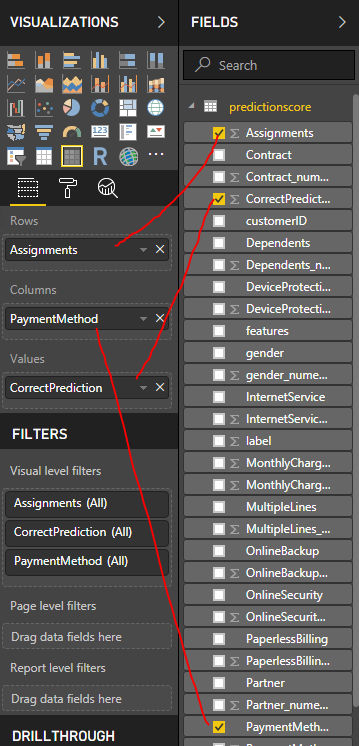 VISUALIZATIONS
Rows
Assignments
Columns
PaymentMethod
Values
CorrectPrediction
FILTERS
Visual level filters
Assignments (All)
CorrectPrediction (All)
PaymentMethod (All)
Page level filters
Drag data fields here
Report level filters
Drag data fields here
DRILLTHROUGH
FIELDS
Search
predictionscore
Assignments
Contract
Contract_num...
CorrectPredict...
customerID
Dependents
Dependents_n...
DeviceProtecti...
DeviceProtecti...
features
gender
gender_nume...
InternetService
InternetServic...
label
MonthlyCharg...
MonthlyCharg...
MultipleLines
MultipleLines_...
OnlineBackup
OnlineBackup...
OnlineSecurity
OnlineSecurit...
PaperlessBilling
PaperlessBillin...
Partner
Partner_nume...
PaymentMeth...